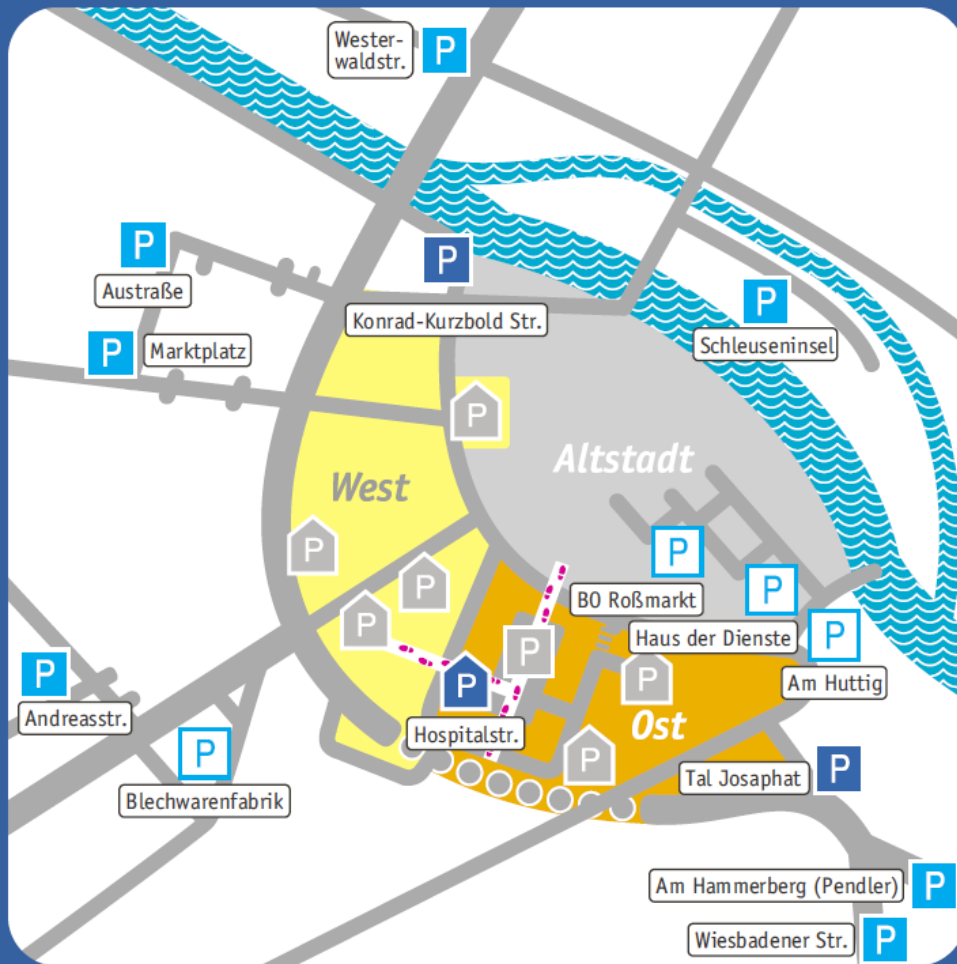 Wester-
waldstr.
P
P
Austraße
P
Konrad-Kurzbold Str.
P
Schleuseninsel
P
Marktplatz
P
Altstadt
West
P
P
P
P
BO Roßmarkt
P
Haus der Dienste
P
Am Huttig
P
P
P
Hospitalstr.
P
Ost
P
P
Andreasstr.
P
Blechwarenfabrik
Tal Josaphat
P
Am Hammerberg (Pendler)
P
Wiesbadener Str.
P